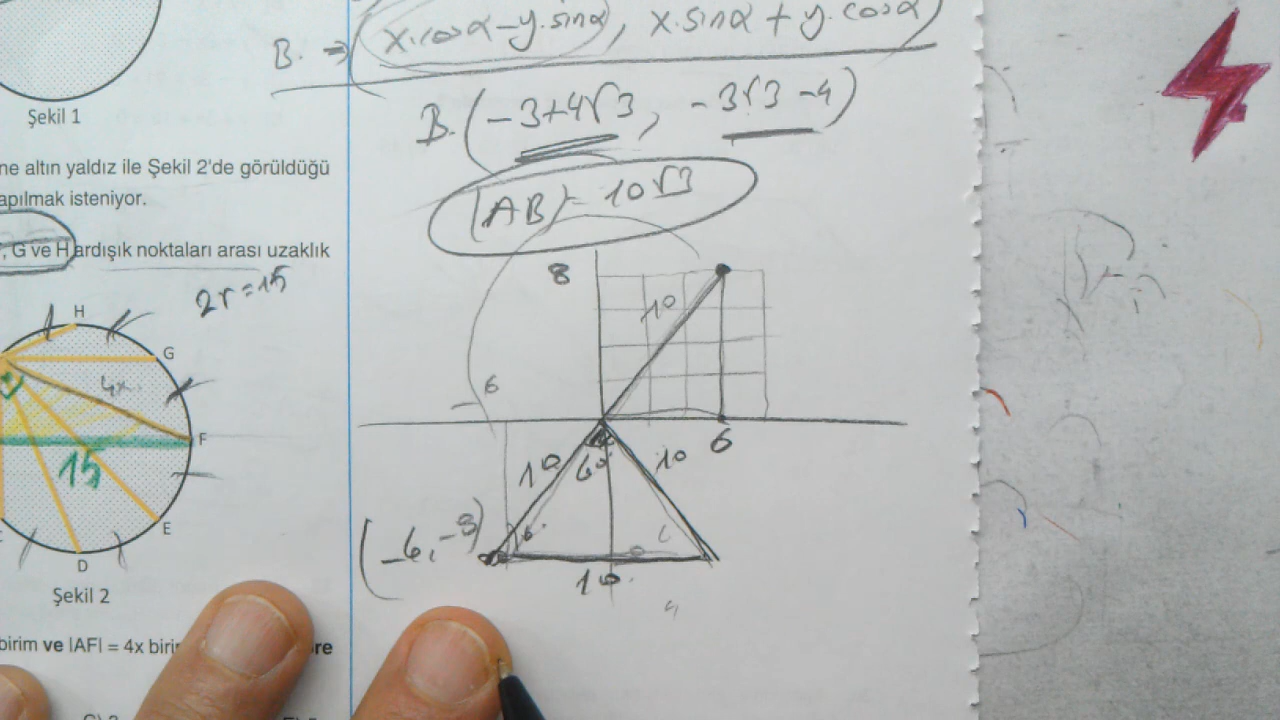 B. → (x.cosα-y.sinα, x.sinα+y.cosα)
B. (-3+4√3, -3√3-4)
|AB| = 10√3
Şekil 1
ne altın yaldız ile Şekil 2'de görüldüğü
apılmak isteniyor.
, G ve H ardışık noktaları arası uzaklık
2r=15
H
G
4x
F
15
E
D
Şekil 2
birim ve |AF| = 4x birim
re
8
10
6
6
10
60
10
(-6,-8)
10